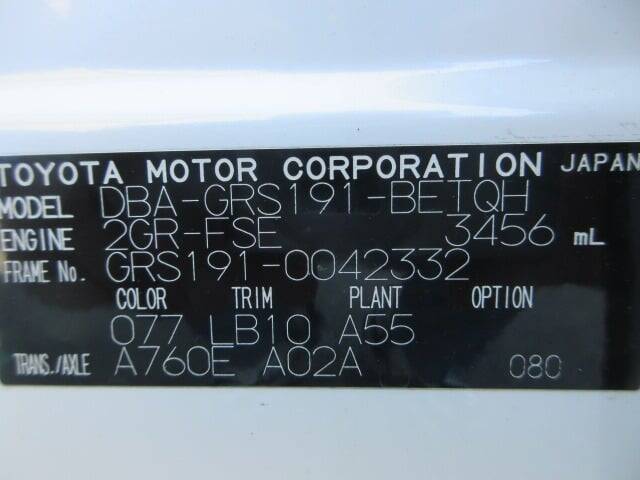 TOYOTA MOTOR CORPORATION JAPAN
MODEL DBA-GRS191-BETQH
ENGINE 2GR-FSE 3456 mL
FRAME No. GRS191-0042332
COLOR TRIM PLANT OPTION
077 LB10 A55
TRANS./AXLE A760E A02A 080